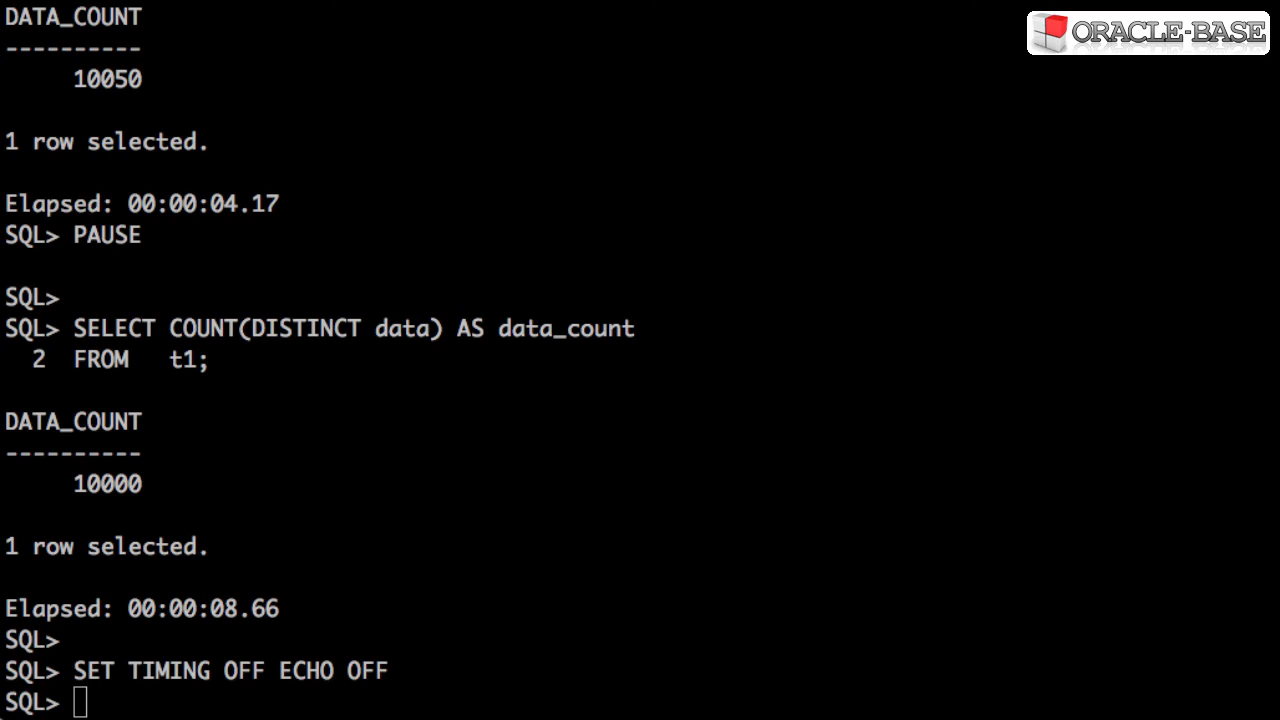 DATA_COUNT
----------
     10050
1 row selected.
Elapsed: 00:00:04.17
SQL> PAUSE
SQL>
SQL> SELECT COUNT(DISTINCT data) AS data_count
  2  FROM   t1;
DATA_COUNT
----------
     10000
1 row selected.
Elapsed: 00:00:08.66
SQL>
SQL> SET TIMING OFF ECHO OFF
SQL>
ORACLE-BASE